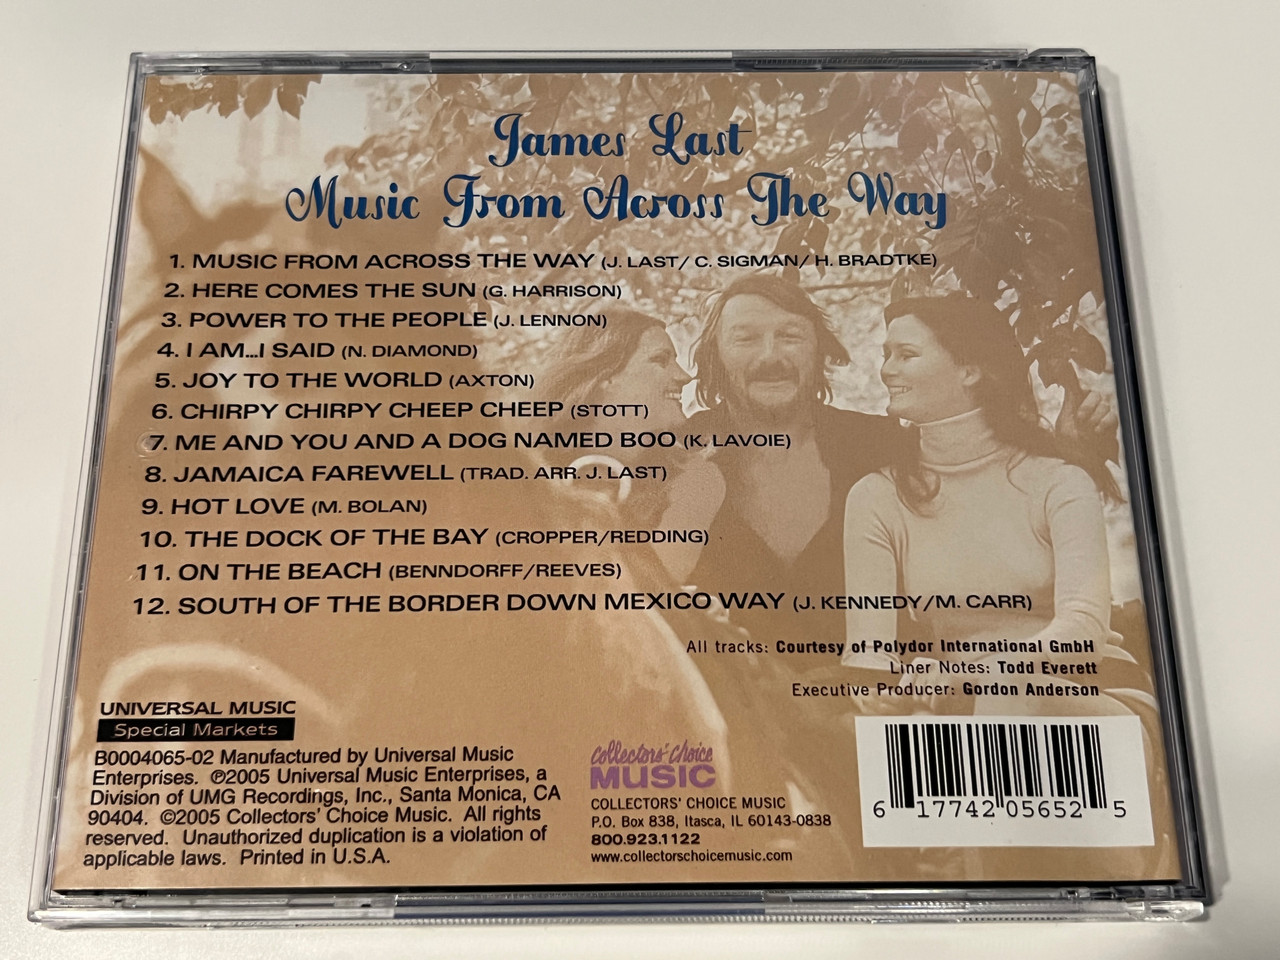 James Last
Music From Across The Way
1. MUSIC FROM ACROSS THE WAY (J. LAST/ C. SIGMAN/ H. BRADTKE)
2. HERE COMES THE SUN (G. HARRISON)
3. POWER TO THE PEOPLE (J. LENNON)
4. I AM...I SAID (N. DIAMOND)
5. JOY TO THE WORLD (AXTON)
6. CHIRPY CHIRPY CHEEP CHEEP (STOTT)
7. ME AND YOU AND A DOG NAMED BOO (K. LAVOIE)
8. JAMAICA FAREWELL (TRAD. ARR. J. LAST)
9. HOT LOVE (M. BOLAN)
10. THE DOCK OF THE BAY (CROPPER/REDDING)
11. ON THE BEACH (BENNDORFF/REEVES)
12. SOUTH OF THE BORDER DOWN MEXICO WAY (J. KENNEDY/M. CARR)
All tracks: Courtesy of Polydor International GmbH
Liner Notes: Todd Everett
Executive Producer: Gordon Anderson
UNIVERSAL MUSIC
Special Markets
B0004065-02 Manufactured by Universal Music
Enterprises. ℗2005 Universal Music Enterprises, a
Division of UMG Recordings, Inc., Santa Monica, CA
90404. ©2005 Collectors' Choice Music. All rights
reserved. Unauthorized duplication is a violation of
applicable laws. Printed in U.S.A.
Collectors' Choice
MUSIC
COLLECTORS' CHOICE MUSIC
P.O. Box 838, Itasca, IL 60143-0838
800.923.1122
www.collectorschoicemusic.com
6 17742 05652 5